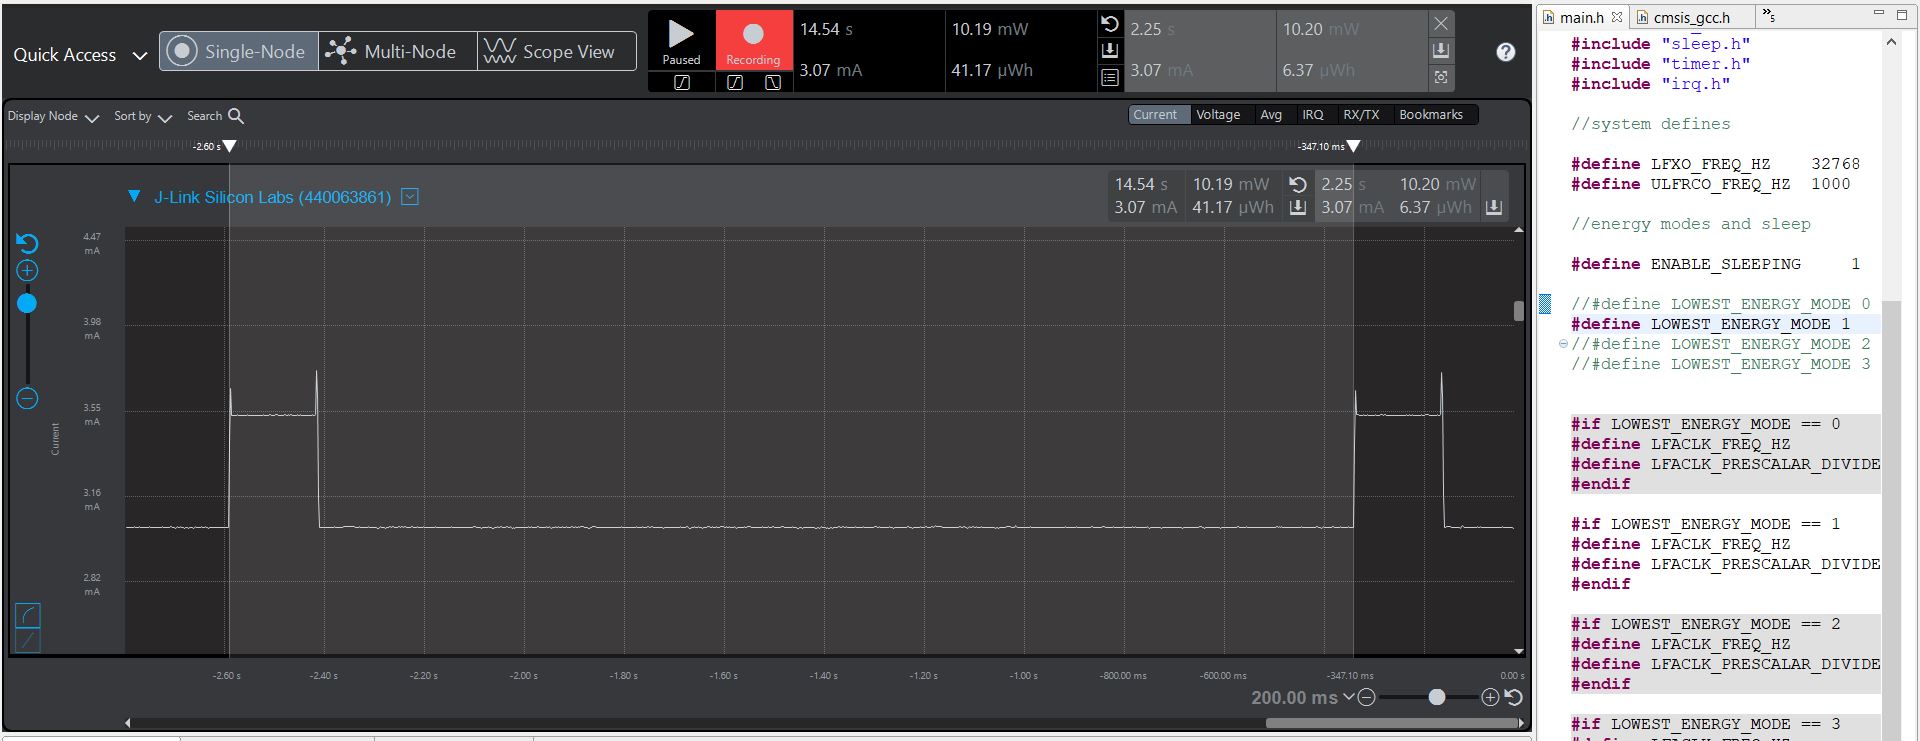 Quick Access
Single-Node
Multi-Node
Scope View
Paused
Recording
14.54 s
10.19 mW
3.07 mA
41.17 µWh
2.25 s
10.20 mW
3.07 mA
6.37 µWh
Display Node
Sort by
Search
Current
Voltage
Avg
IRQ
RX/TX
Bookmarks
-2.60 s
-347.10 ms
J-Link Silicon Labs (440063861)
14.54 s
10.19 mW
3.07 mA
41.17 µWh
2.25 s
10.20 mW
3.07 mA
6.37 µWh
4.47
mA
3.98
mA
3.55
mA
3.16
mA
2.82
mA
Current
-2.60 s
-2.40 s
-2.20 s
-2.00 s
-1.80 s
-1.60 s
-1.40 s
-1.20 s
-1.00 s
-800.00 ms
-600.00 ms
-347.10 ms
0.00 s
200.00 ms
main.h
cmsis_gcc.h
5
#include "sleep.h"
#include "timer.h"
#include "irq.h"
//system defines
#define LFXO_FREQ_HZ 32768
#define ULFRCO_FREQ_HZ 1000
//energy modes and sleep
#define ENABLE_SLEEPING 1
//#define LOWEST_ENERGY_MODE 0
#define LOWEST_ENERGY_MODE 1
//#define LOWEST_ENERGY_MODE 2
//#define LOWEST_ENERGY_MODE 3
#if LOWEST_ENERGY_MODE == 0
#define LFACLK_FREQ_HZ
#define LFACLK_PRESCALAR_DIVIDE
#endif
#if LOWEST_ENERGY_MODE == 1
#define LFACLK_FREQ_HZ
#define LFACLK_PRESCALAR_DIVIDE
#endif
#if LOWEST_ENERGY_MODE == 2
#define LFACLK_FREQ_HZ
#define LFACLK_PRESCALAR_DIVIDE
#endif
#if LOWEST_ENERGY_MODE == 3